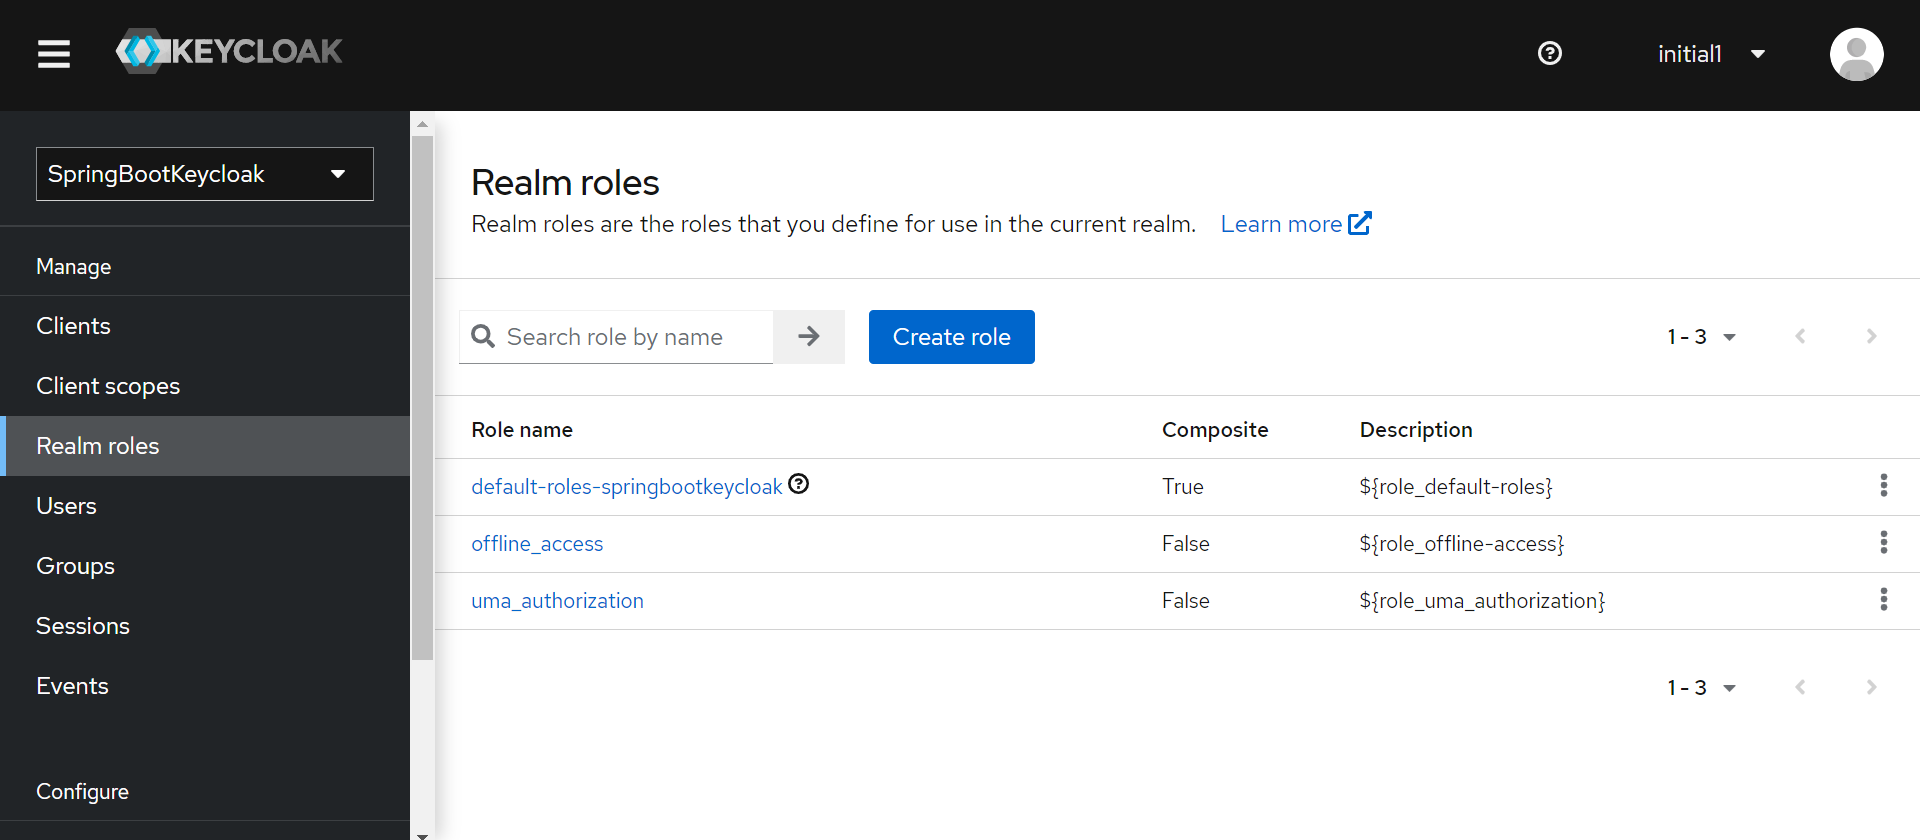 KEYCLOAK
initial1
SpringBootKeycloak
Manage
Clients
Client scopes
Realm roles
Users
Groups
Sessions
Events
Configure
Realm roles
Realm roles are the roles that you define for use in the current realm. Learn more
Search role by name
Create role
1 - 3
Role name Composite Description
default-roles-springbootkeycloak True ${role_default-roles}
offline_access False ${role_offline-access}
uma_authorization False ${role_uma_authorization}
1 - 3